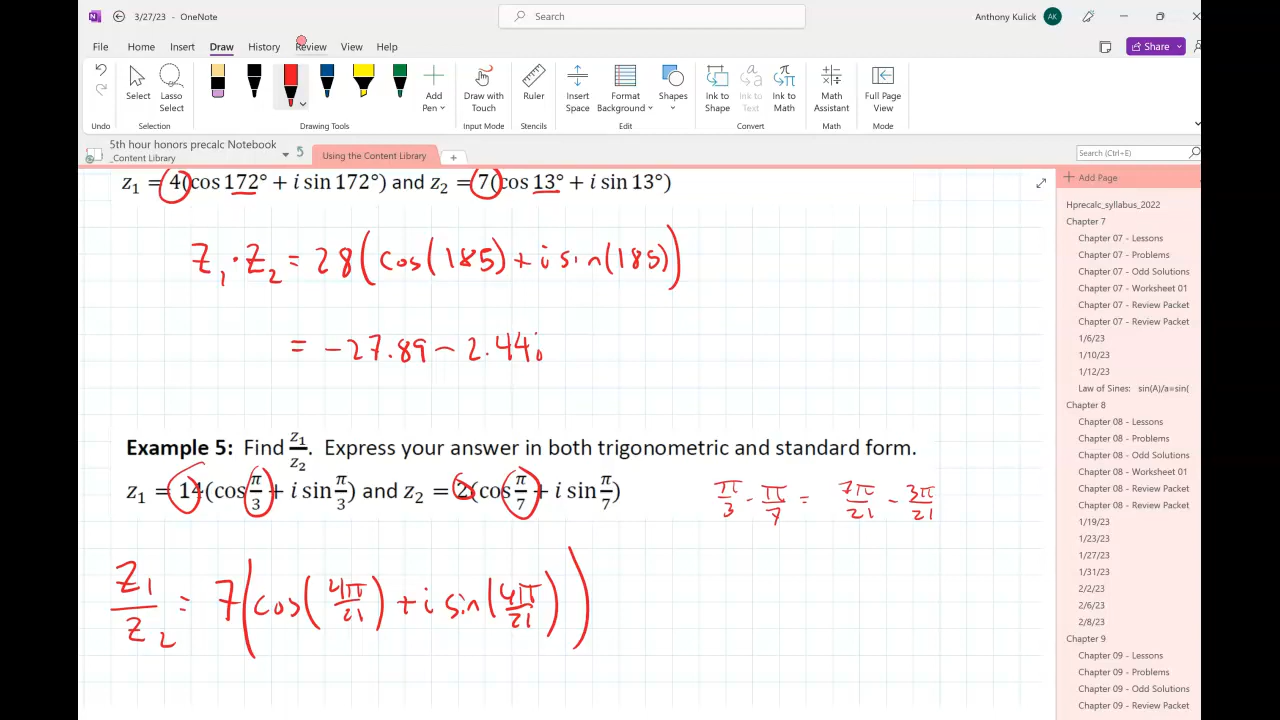 3/27/23 - OneNote
Search
Anthony Kulick AK
File Home Insert Draw History Review View Help
Share
Undo
Select Lasso Select
Selection
Add Pen
Drawing Tools
Draw with Touch
Input Mode
Ruler
Stencils
Insert Space Format Background Shapes
Edit
Ink to Shape Ink to Text Ink to Math
Convert
Math Assistant
Math
Full Page View
Mode
5th hour honors precalc Notebook
_Content Library
Using the Content Library
Search (Ctrl+E)
z₁ = 4(cos 172° + i sin 172°) and z₂ = 7(cos 13° + i sin 13°)
Z₁ · Z₂ = 28(cos(185) + i sin(185))
= -27.89 - 2.44i
Example 5: Find z₁/z₂. Express your answer in both trigonometric and standard form.
z₁ = 14(cos π/3 + i sin π/3) and z₂ = 2(cos π/7 + i sin π/7)
π/3 - π/7 = 7π/21 - 3π/21
Z₁/Z₂ = 7(cos(4π/21) + i sin(4π/21))
Add Page
Hprecalc_syllabus_2022
Chapter 7
Chapter 07 - Lessons
Chapter 07 - Problems
Chapter 07 - Odd Solutions
Chapter 07 - Worksheet 01
Chapter 07 - Review Packet
Chapter 07 - Review Packet
1/6/23
1/10/23
1/12/23
Law of Sines: sin(A)/a=sin(
Chapter 8
Chapter 08 - Lessons
Chapter 08 - Problems
Chapter 08 - Odd Solutions
Chapter 08 - Worksheet 01
Chapter 08 - Review Packet
Chapter 08 - Review Packet
1/19/23
1/23/23
1/27/23
1/31/23
2/2/23
2/6/23
2/8/23
Chapter 9
Chapter 09 - Lessons
Chapter 09 - Problems
Chapter 09 - Odd Solutions
Chapter 09 - Review Packet